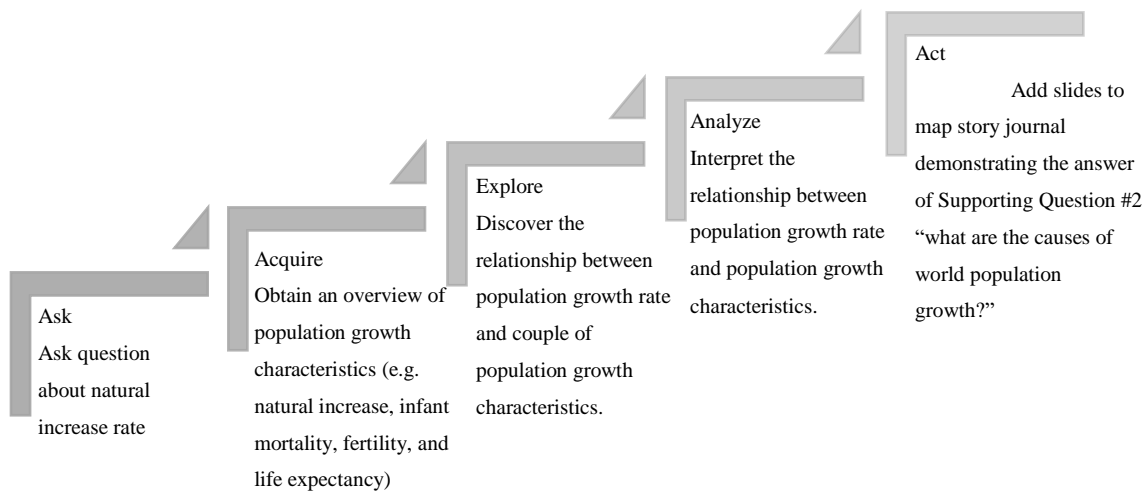 Ask
Ask question
about natural
increase rate
Acquire
Obtain an overview of
population growth
characteristics (e.g.
natural increase, infant
mortality, fertility, and
life expectancy)
Explore
Discover the
relationship between
population growth rate
and couple of
population growth
characteristics.
Analyze
Interpret the
relationship between
population growth rate
and population growth
characteristics.
Act
Add slides to
map story journal
demonstrating the answer
of Supporting Question #2
“what are the causes of
world population
growth?”